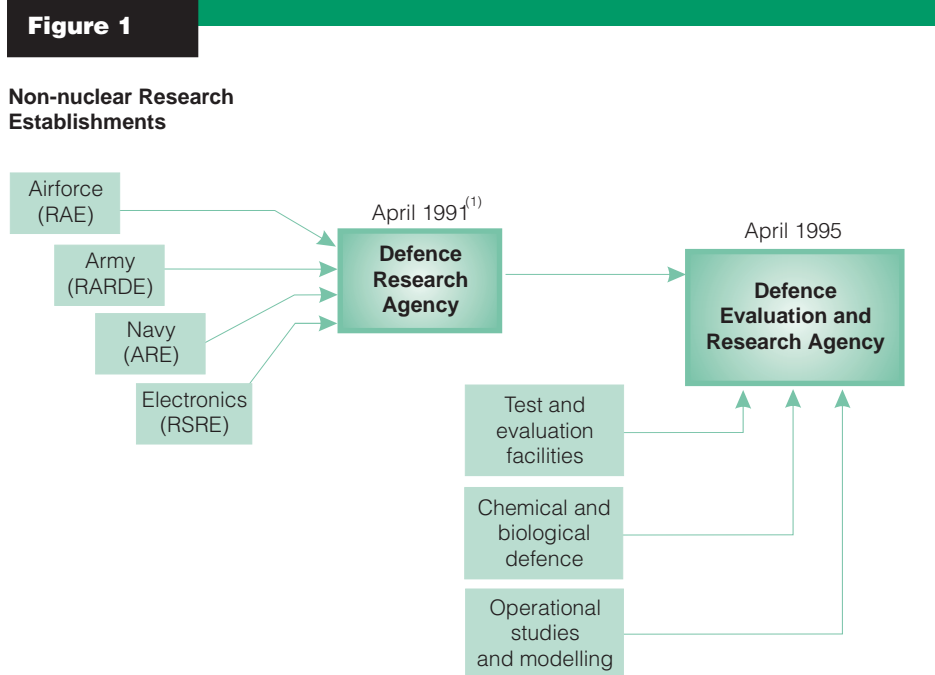 Figure 1
Non-nuclear Research
Establishments
Airforce
(RAE)
Army
(RARDE)
Navy
(ARE)
Electronics
(RSRE)
April 1991(1)
Defence
Research
Agency
April 1995
Defence
Evaluation and
Research Agency
Test and
evaluation
facilities
Chemical and
biological
defence
Operational
studies
and modelling